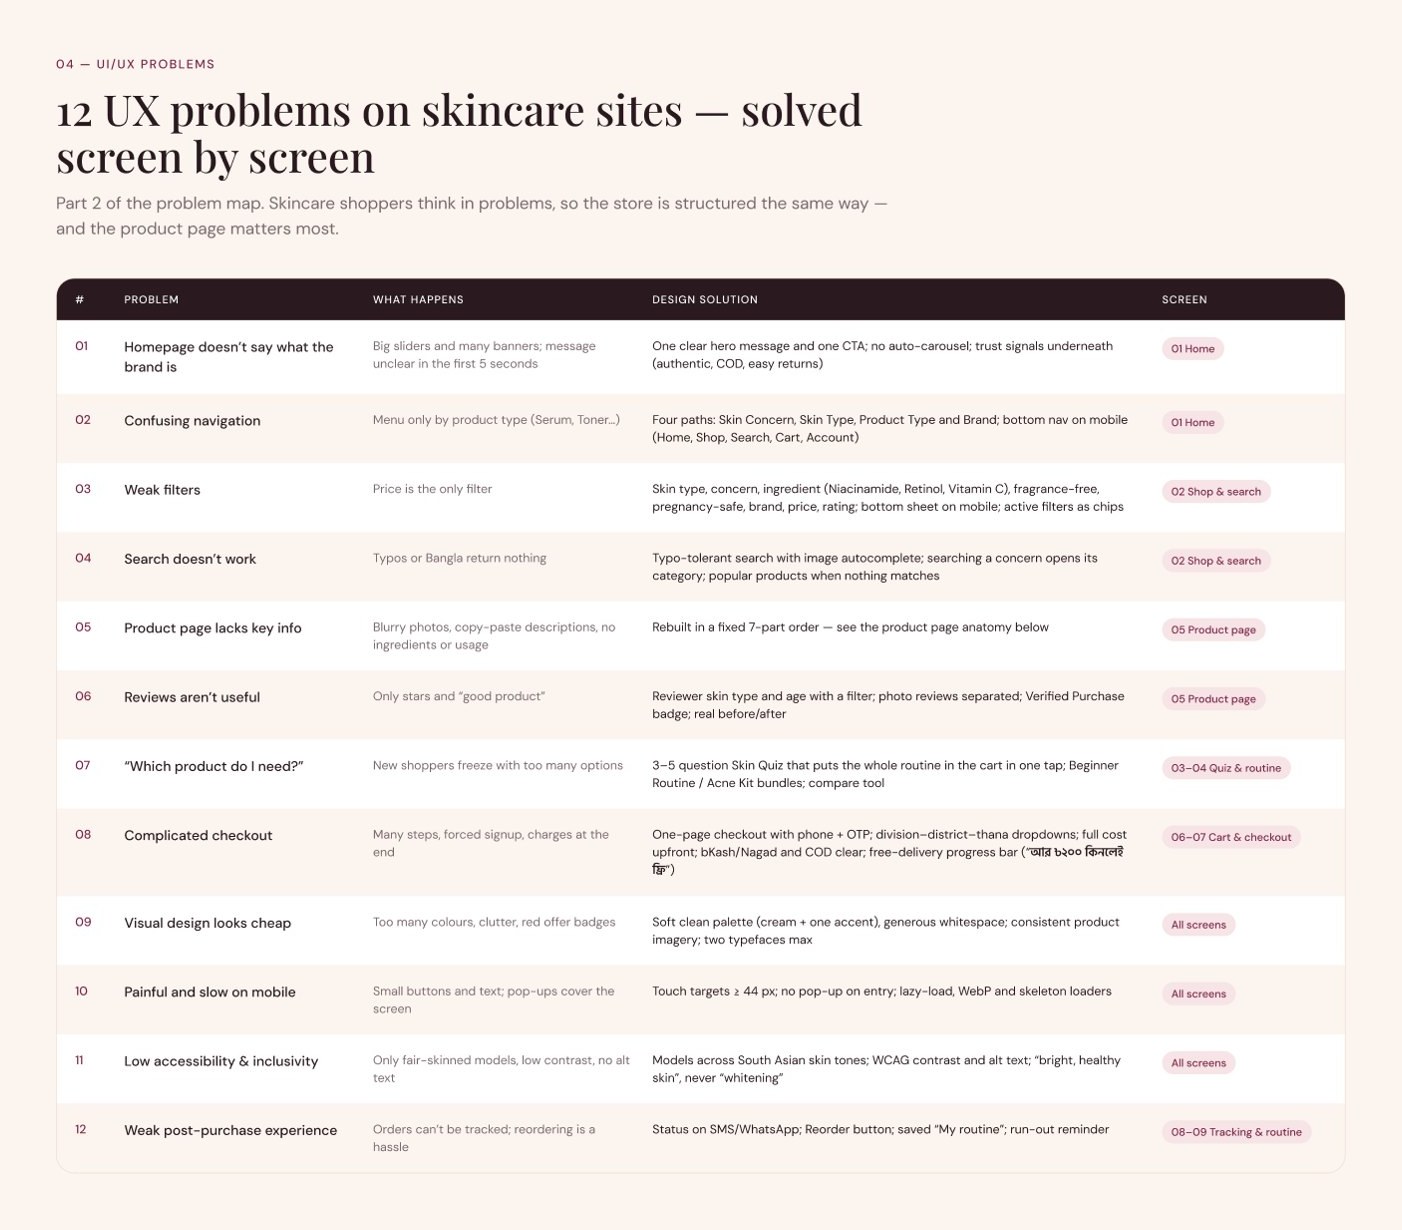 04 — UI/UX PROBLEMS
12 UX problems on skincare sites — solved
screen by screen
Part 2 of the problem map. Skincare shoppers think in problems, so the store is structured the same way —
and the product page matters most.
# PROBLEM WHAT HAPPENS DESIGN SOLUTION SCREEN
01 Homepage doesn’t say what the brand is
Big sliders and many banners; message
unclear in the first 5 seconds
One clear hero message and one CTA; no auto-carousel; trust signals underneath
(authentic, COD, easy returns)
01 Home
02 Confusing navigation
Menu only by product type (Serum, Toner…)
Four paths: Skin Concern, Skin Type, Product Type and Brand; bottom nav on mobile
(Home, Shop, Search, Cart, Account)
01 Home
03 Weak filters
Price is the only filter
Skin type, concern, ingredient (Niacinamide, Retinol, Vitamin C), fragrance-free,
pregnancy-safe, brand, price, rating; bottom sheet on mobile; active filters as chips
02 Shop & search
04 Search doesn’t work
Typos or Bangla return nothing
Typo-tolerant search with image autocomplete; searching a concern opens its
category; popular products when nothing matches
02 Shop & search
05 Product page lacks key info
Blurry photos, copy-paste descriptions, no
ingredients or usage
Rebuilt in a fixed 7-part order — see the product page anatomy below
05 Product page
06 Reviews aren’t useful
Only stars and “good product”
Reviewer skin type and age with a filter; photo reviews separated; Verified Purchase
badge; real before/after
05 Product page
07 “Which product do I need?”
New shoppers freeze with too many options
3–5 question Skin Quiz that puts the whole routine in the cart in one tap; Beginner
Routine / Acne Kit bundles; compare tool
03–04 Quiz & routine
08 Complicated checkout
Many steps, forced signup, charges at the
end
One-page checkout with phone + OTP; division–district–thana dropdowns; full cost
upfront; bKash/Nagad and COD clear; free-delivery progress bar (“আর ৳২০০ কিনলেই
ফ্রি”)
06–07 Cart & checkout
09 Visual design looks cheap
Too many colours, clutter, red offer badges
Soft clean palette (cream + one accent), generous whitespace; consistent product
imagery; two typefaces max
All screens
10 Painful and slow on mobile
Small buttons and text; pop-ups cover the
screen
Touch targets ≥ 44 px; no pop-up on entry; lazy-load, WebP and skeleton loaders
All screens
11 Low accessibility & inclusivity
Only fair-skinned models, low contrast, no alt
text
Models across South Asian skin tones; WCAG contrast and alt text; “bright, healthy
skin”, never “whitening”
All screens
12 Weak post-purchase experience
Orders can’t be tracked; reordering is a
hassle
Status on SMS/WhatsApp; Reorder button; saved “My routine”; run-out reminder
08–09 Tracking & routine